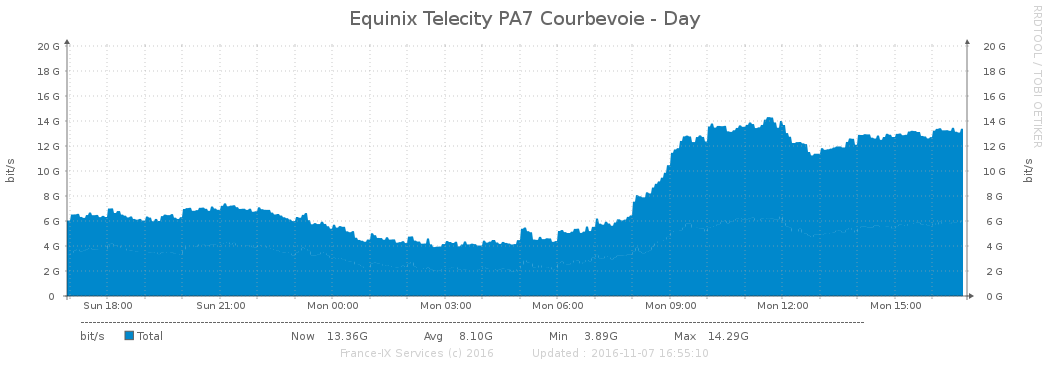 Equinix Telecity PA7 Courbevoie - Day
RRDTOOL / TOBI OETIKER
bit/s
20 G 20 G
18 G 18 G
16 G 16 G
14 G 14 G
12 G 12 G
10 G 10 G
8 G 8 G
6 G 6 G
4 G 4 G
2 G 2 G
0 0 G
bit/s
Sun 18:00 Sun 21:00 Mon 00:00 Mon 03:00 Mon 06:00 Mon 09:00 Mon 12:00 Mon 15:00
bit/s Total Now 13.36G Avg 8.10G Min 3.89G Max 14.29G
France-IX Services (c) 2016 Updated : 2016-11-07 16:55:10